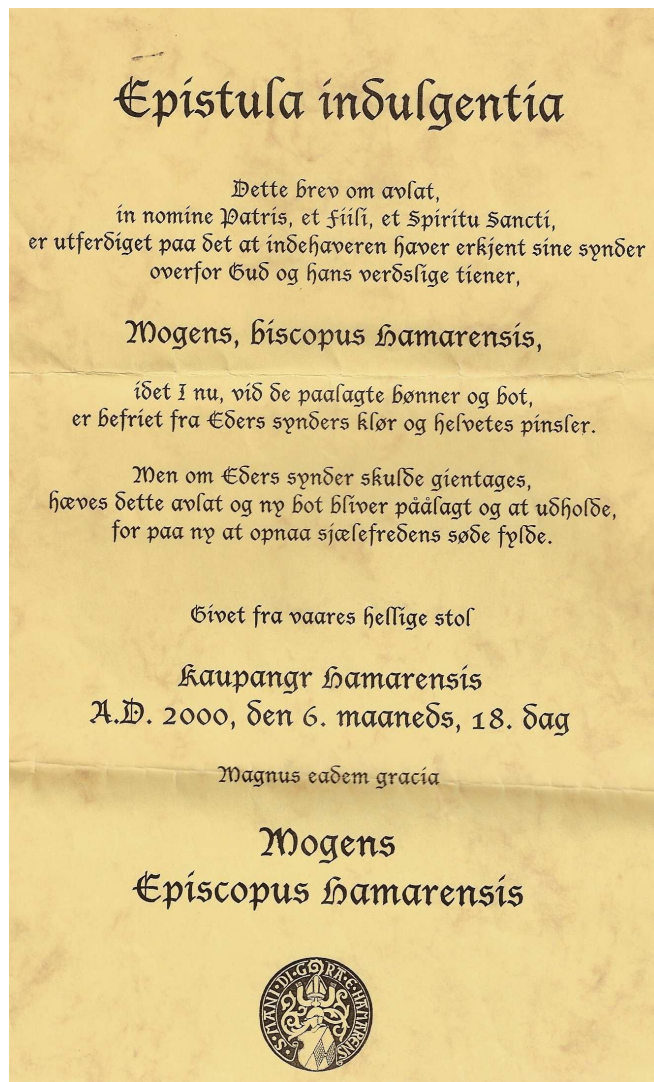 Epistula indulgentia
Dette brev om avlat,
in nomine Patris, et Fiili, et Spiritu Sancti,
er utferdiget paa det at indehaveren haver erkjent sine synder
overfor Gud og hans verdslige tiener,
Mogens, biscopus Hamarensis,
idet I nu, vid de paalagte bønner og bot,
er befriet fra Eders synders klør og helvetes pinsler.
Men om Eders synder skulde gientages,
hæves dette avlat og ny bot bliver påålagt og at udholde,
for paa ny at opnaa sjælefredens søde fylde.
Givet fra vaares hellige stol
Kaupangr Hamarensis
A.D. 2000, den 6. maaneds, 18. dag
Magnus eadem gracia
Mogens
Episcopus Hamarensis